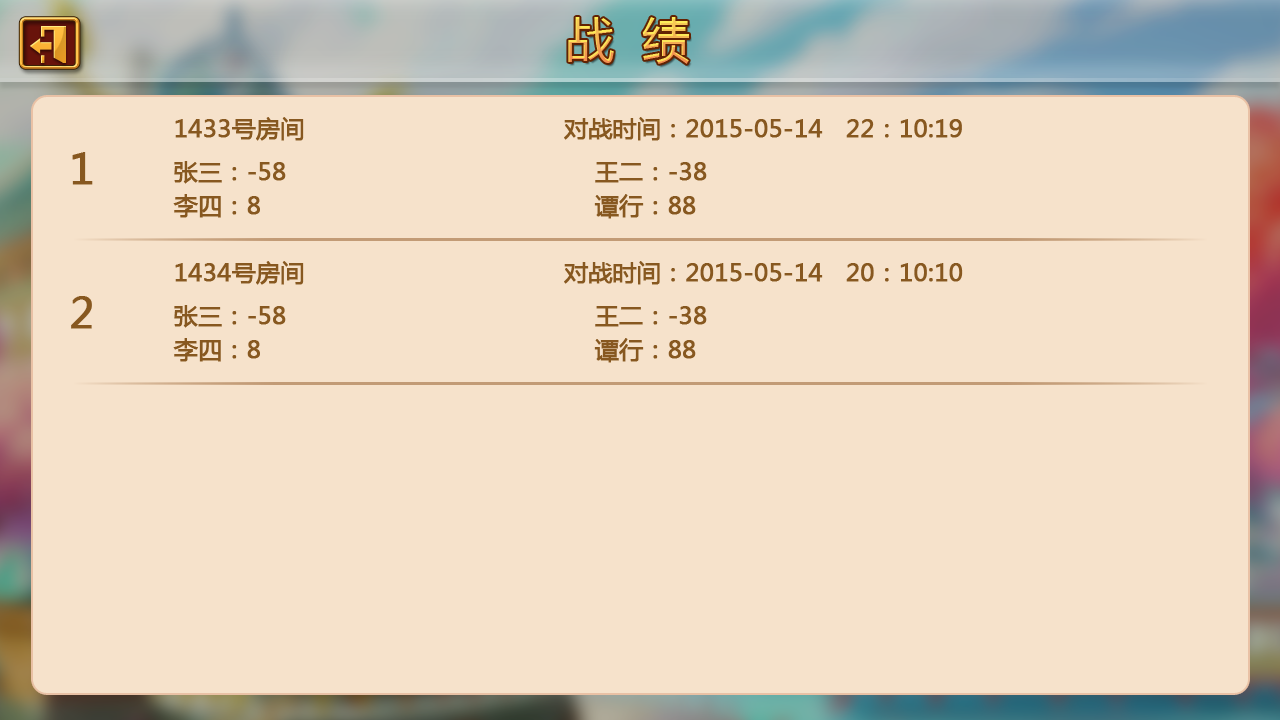 战 绩
1433号房间 对战时间：2015-05-14 22：10:19
1
张三：-58 王二：-38
李四：8 谭行：88
1434号房间 对战时间：2015-05-14 20：10:10
2
张三：-58 王二：-38
李四：8 谭行：88